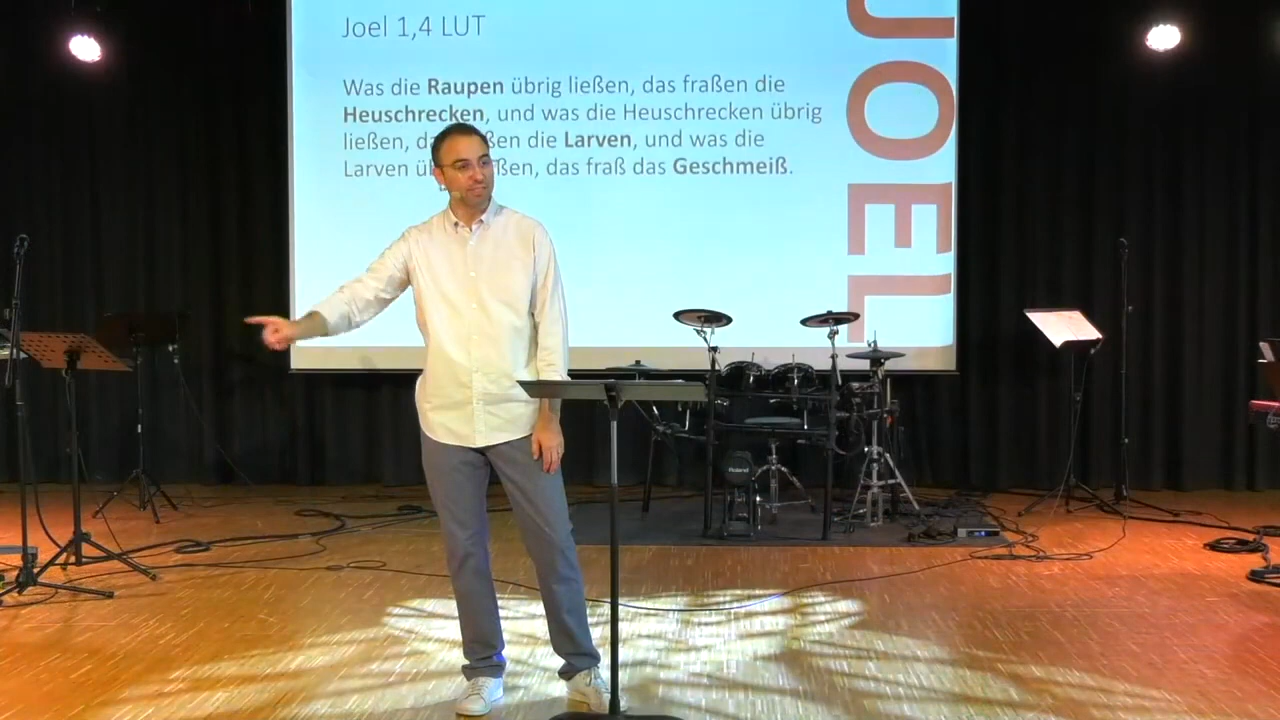 Joel 1,4 LUT
Was die Raupen übrig ließen, das fraßen die
Heuschrecken, und was die Heuschrecken übrig
ließen, die Larven, und was die
Larven das fraß das Geschmeiß.
JOEL
Roland